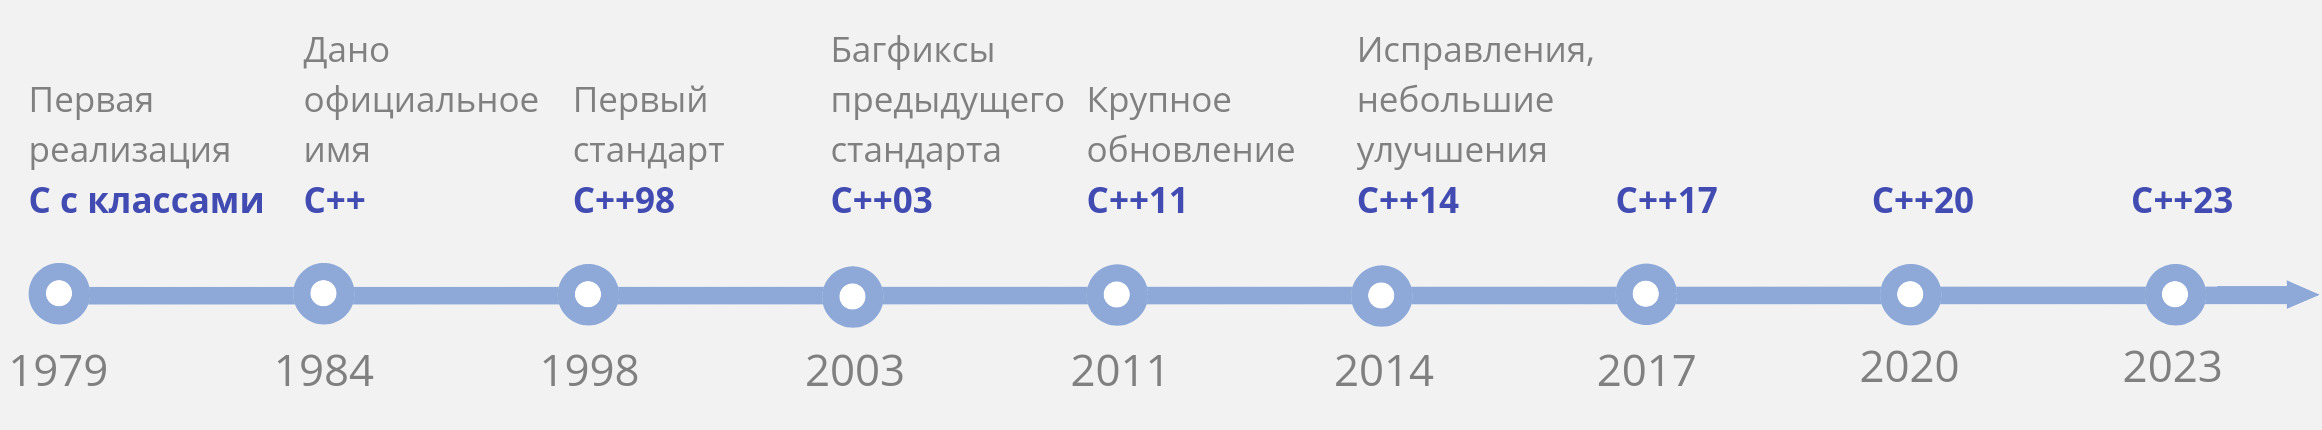 Первая
реализация
С с классами
Дано
официальное
имя
C++
Первый
стандарт
C++98
Багфиксы
предыдущего
стандарта
C++03
Крупное
обновление
C++11
Исправления,
небольшие
улучшения
C++14
C++17
C++20
C++23
1979
1984
1998
2003
2011
2014
2017
2020
2023